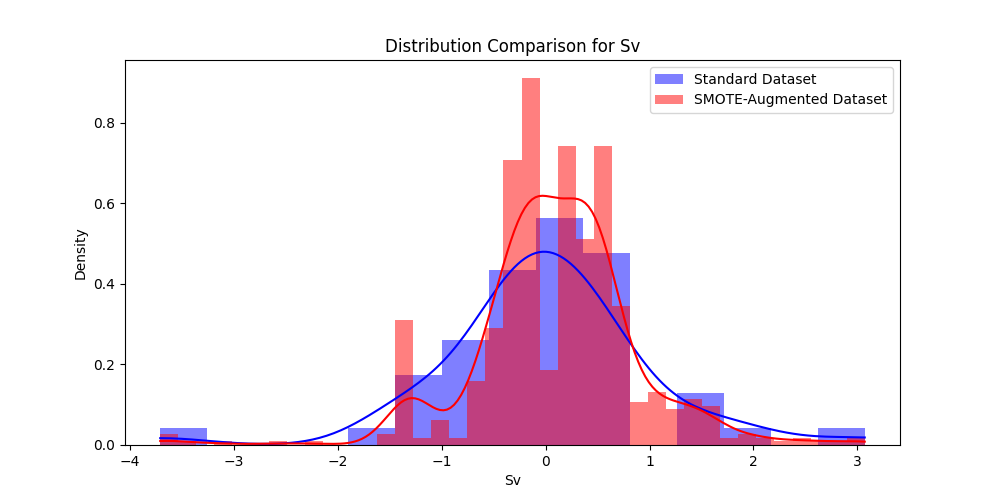 Distribution Comparison for Sv
Standard Dataset
SMOTE-Augmented Dataset
Density
0.8
0.6
0.4
0.2
0.0
−4 −3 −2 −1 0 1 2 3
Sv